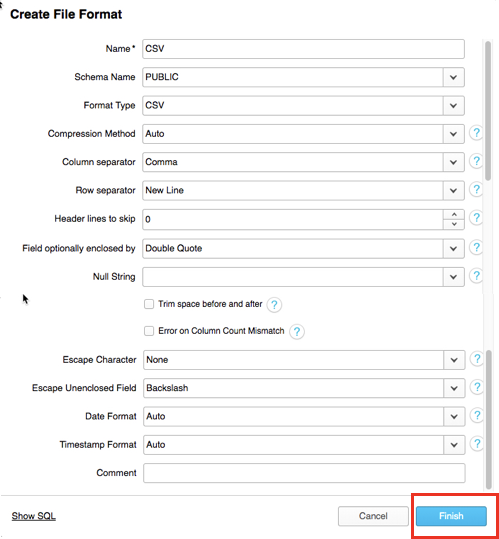 Create File Format
Name* CSV
Schema Name PUBLIC
Format Type CSV
Compression Method Auto ?
Column separator Comma ?
Row separator New Line ?
Header lines to skip 0 ?
Field optionally enclosed by Double Quote ?
Null String ?
Trim space before and after ?
Error on Column Count Mismatch ?
Escape Character None ?
Escape Unenclosed Field Backslash ?
Date Format Auto ?
Timestamp Format Auto ?
Comment
Show SQL Cancel Finish